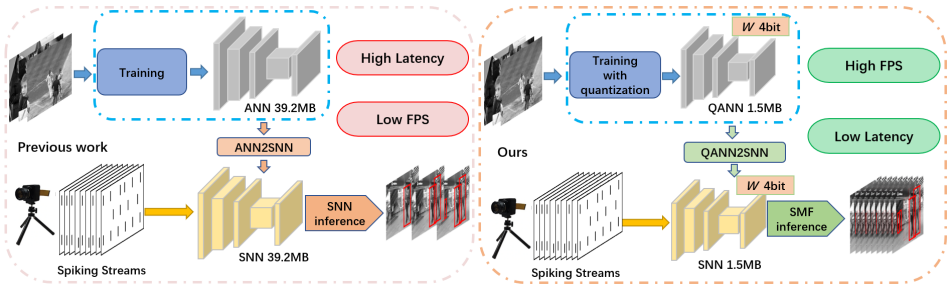 Training
ANN 39.2MB
High Latency
Low FPS
Previous work
ANN2SNN
SNN
inference
SNN 39.2MB
Spiking Streams
W 4bit
Training
with
quantization
QANN 1.5MB
High FPS
Low Latency
Ours
QANN2SNN
W 4bit
SMF
inference
SNN 1.5MB
Spiking Streams